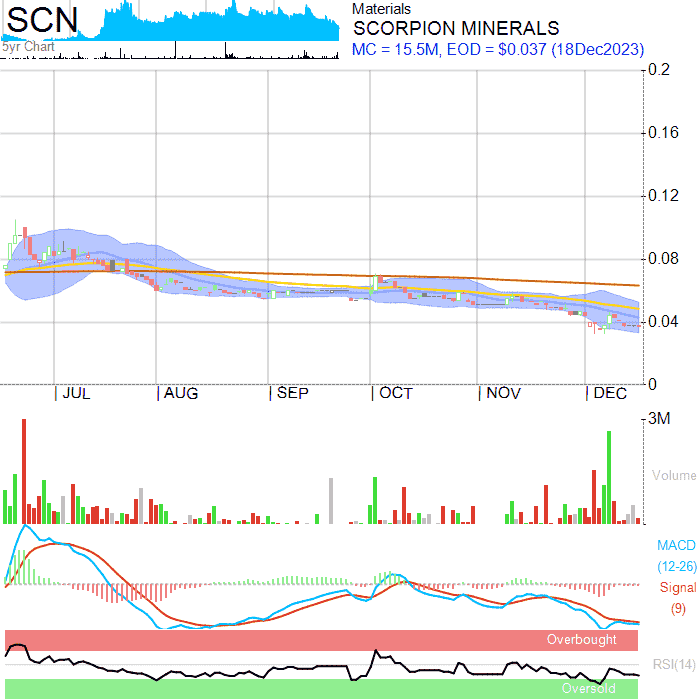 SCN
5yr Chart
Materials
SCORPION MINERALS
MC = 15.5M, EOD = $0.037 (18Dec2023)
0.2
0.16
0.12
0.08
0.04
0
JUL AUG SEP OCT NOV DEC
3M
Volume
MACD
(12-26)
Signal
(9)
Overbought
RSI(14)
Oversold